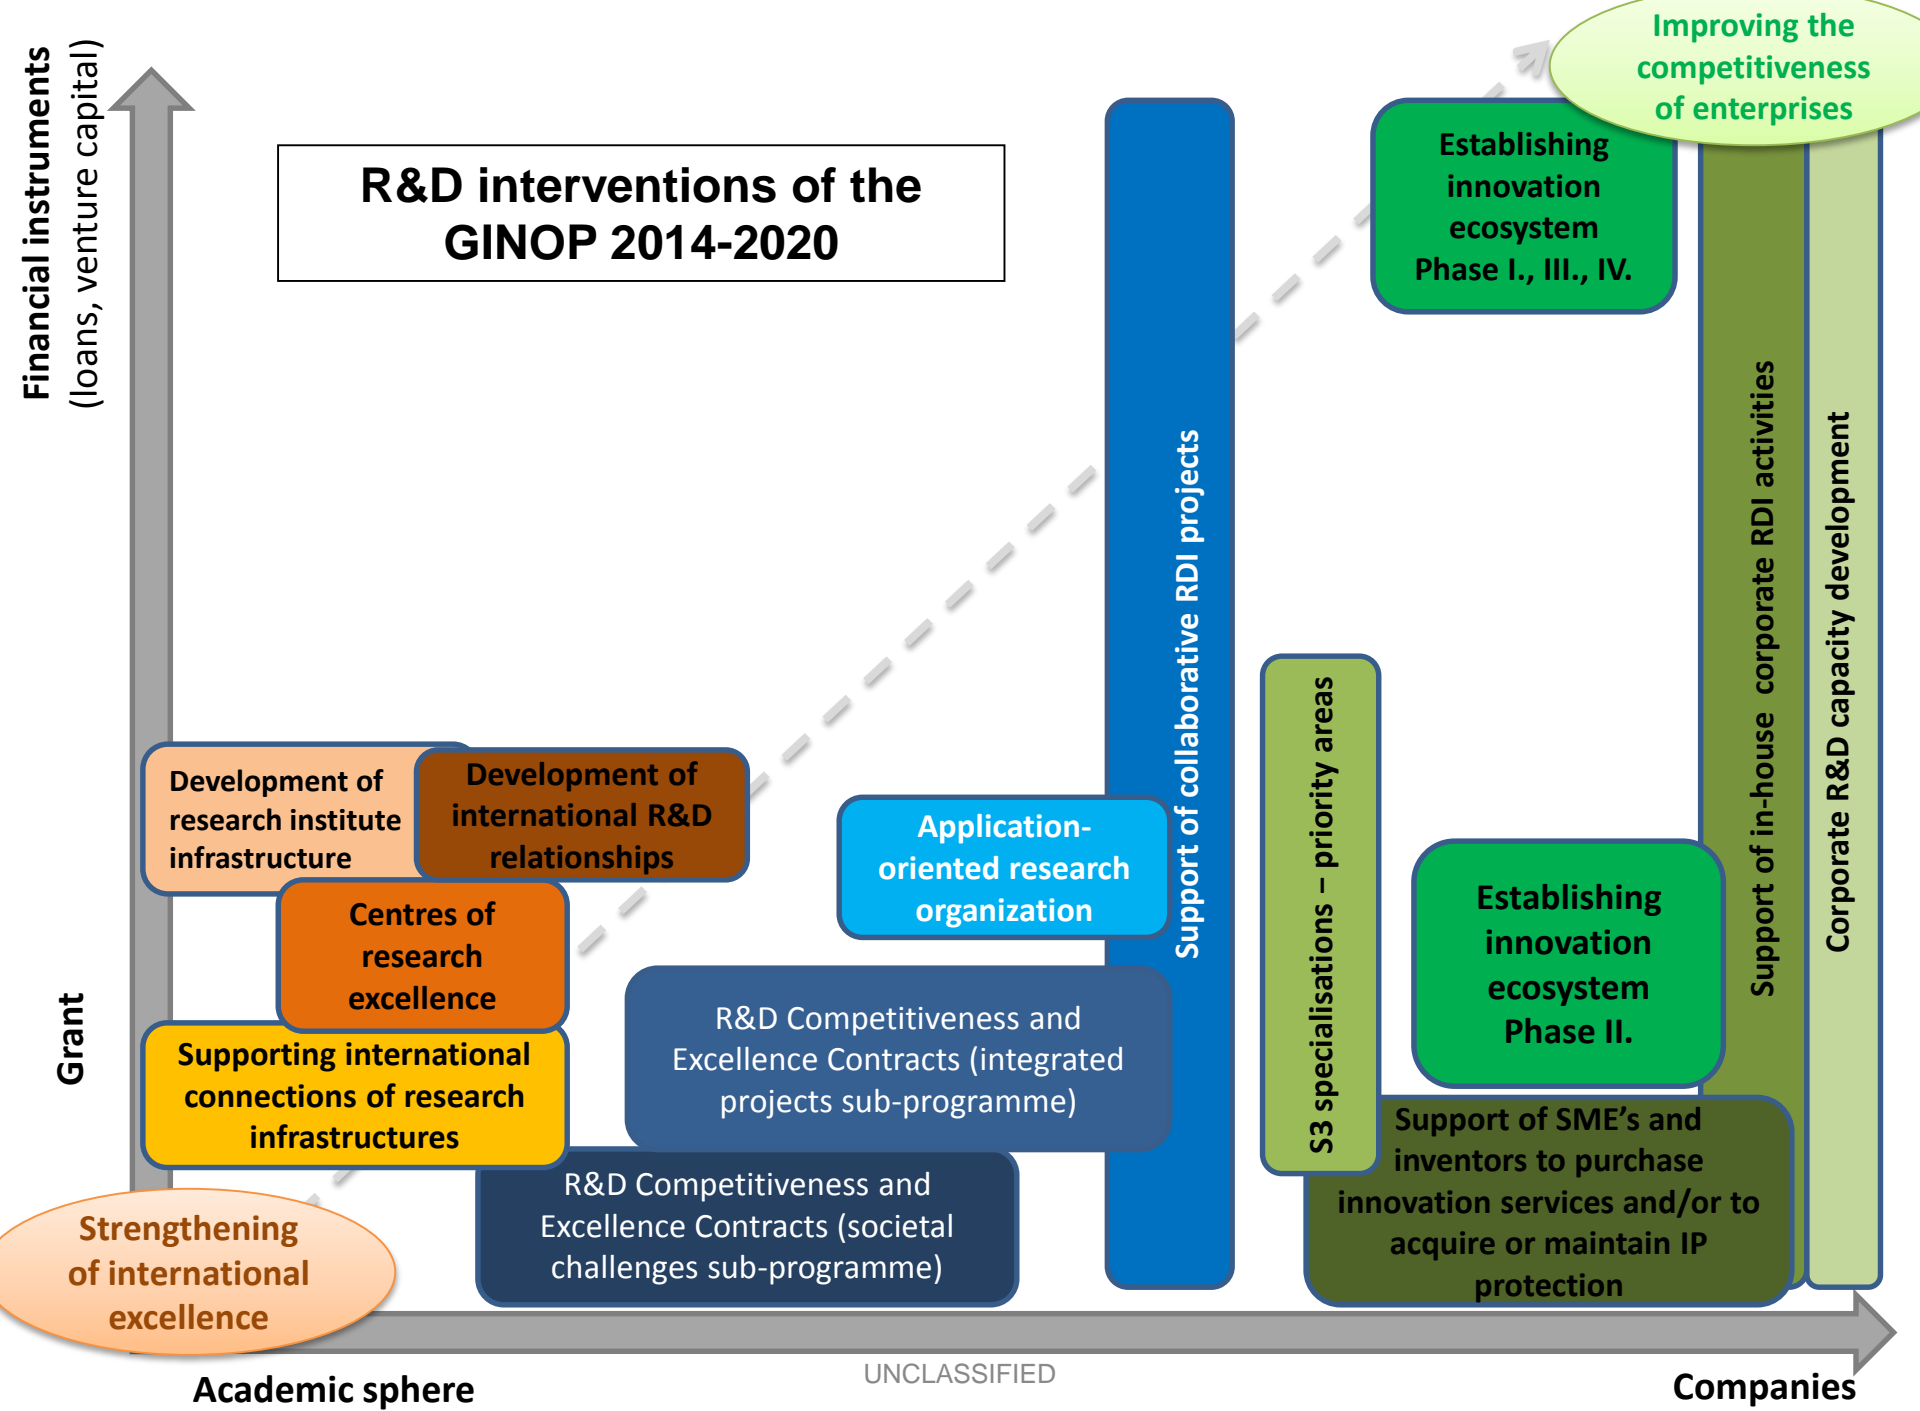 Improving the
competitiveness
of enterprises
Financial instruments
(loans, venture capital)
R&D interventions of the
GINOP 2014-2020
Establishing
innovation
ecosystem
Phase I., III., IV.
Support of collaborative RDI projects
S3 specialisations – priority areas
Support of in-house  corporate RDI activities
Corporate R&D capacity development
Development of
research institute
infrastructure
Development of
international R&D
relationships
Application-
oriented research
organization
Centres of
research
excellence
Establishing
innovation
ecosystem
Phase II.
Grant
Supporting international
connections of research
infrastructures
R&D Competitiveness and
Excellence Contracts (integrated
projects sub-programme)
Support of SME's and
inventors to purchase
innovation services and/or to
acquire or maintain IP
protection
R&D Competitiveness and
Excellence Contracts (societal
challenges sub-programme)
Strengthening
of international
excellence
UNCLASSIFIED
Academic sphere
Companies